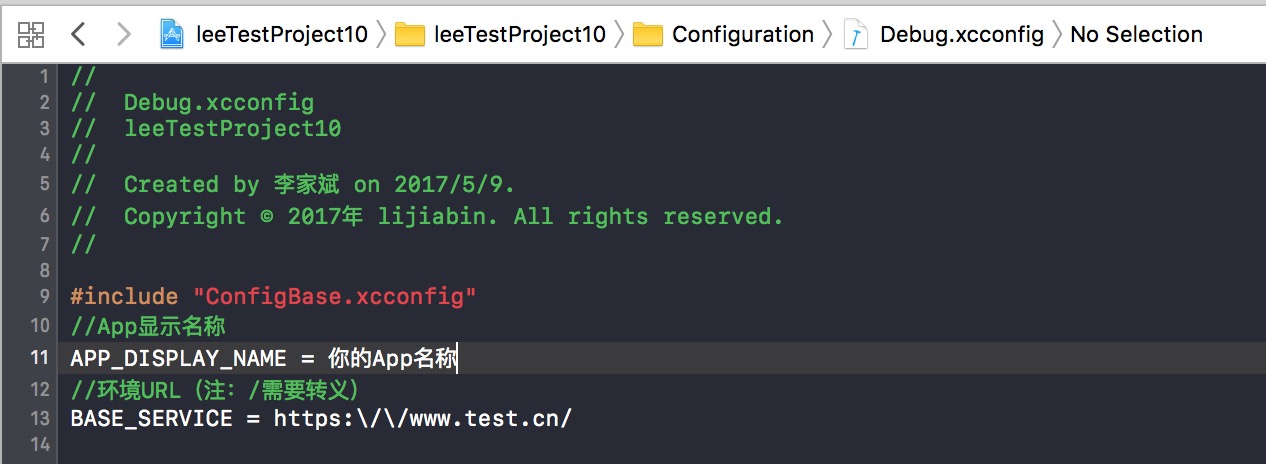 leeTestProject10 〉 leeTestProject10 〉 Configuration 〉 Debug.xcconfig 〉 No Selection
1 //
2 //  Debug.xcconfig
3 //  leeTestProject10
4 //
5 //  Created by 李家斌 on 2017/5/9.
6 //  Copyright © 2017年 lijiabin. All rights reserved.
7 //
8
9 #include "ConfigBase.xcconfig"
10 //App显示名称
11 APP_DISPLAY_NAME = 你的App名称
12 //环境URL（注：/需要转义）
13 BASE_SERVICE = https:\/\/www.test.cn/
14